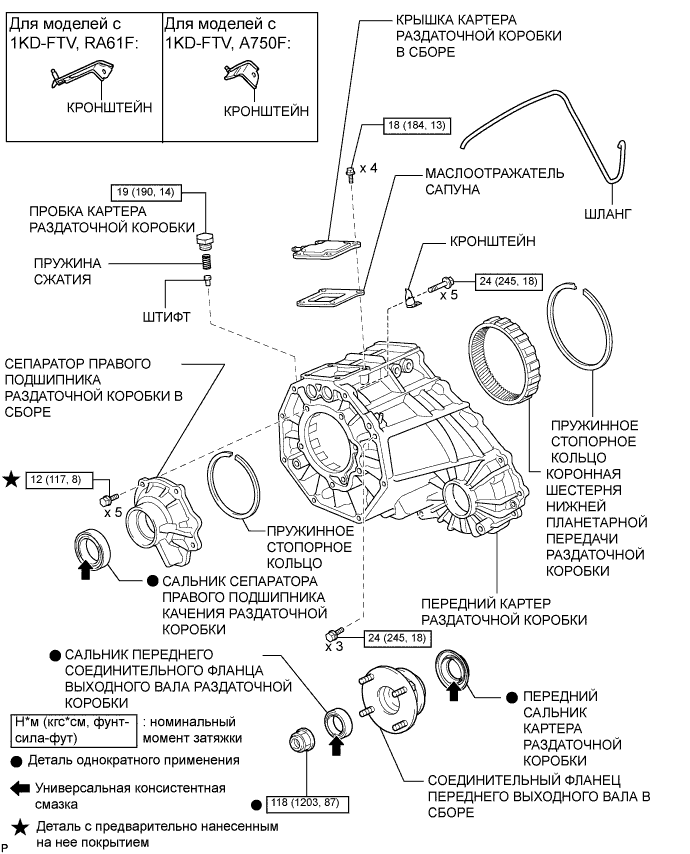 Для моделей с
1KD-FTV, RA61F:
КРОНШТЕЙН
Для моделей с
1KD-FTV, A750F:
КРОНШТЕЙН
КРЫШКА КАРТЕРА
РАЗДАТОЧНОЙ КОРОБКИ
В СБОРЕ
18 (184, 13)
x 4
19 (190, 14)
ПРОБКА КАРТЕРА
РАЗДАТОЧНОЙ КОРОБКИ
МАСЛООТРАЖАТЕЛЬ
САПУНА
ШЛАНГ
КРОНШТЕЙН
ПРУЖИНА
СЖАТИЯ
24 (245, 18)
x 5
ШТИФТ
СЕПАРАТОР ПРАВОГО
ПОДШИПНИКА
РАЗДАТОЧНОЙ КОРОБКИ В
СБОРЕ
ПРУЖИННОЕ
СТОПОРНОЕ
КОЛЬЦО
КОРОННАЯ
ШЕСТЕРНЯ
НИЖНЕЙ
ПЛАНЕТАРНОЙ
ПЕРЕДАЧИ
РАЗДАТОЧНОЙ
КОРОБКИ
★ 12 (117, 8)
x 5
ПРУЖИННОЕ
СТОПОРНОЕ
КОЛЬЦО
● САЛЬНИК СЕПАРАТОРА
ПРАВОГО ПОДШИПНИКА
КАЧЕНИЯ РАЗДАТОЧНОЙ
КОРОБКИ
ПЕРЕДНИЙ КАРТЕР
РАЗДАТОЧНОЙ КОРОБКИ
x 3
24 (245, 18)
● САЛЬНИК ПЕРЕДНЕГО
СОЕДИНИТЕЛЬНОГО ФЛАНЦА
ВЫХОДНОГО ВАЛА РАЗДАТОЧНОЙ
КОРОБКИ
● ПЕРЕДНИЙ
САЛЬНИК
КАРТЕРА
РАЗДАТОЧНОЙ
КОРОБКИ
Н*м (кгс*см, фунт-
сила-фут)
: номинальный
момент затяжки
● Деталь однократного применения
Универсальная консистентная
смазка
● 118 (1203, 87)
СОЕДИНИТЕЛЬНЫЙ ФЛАНЕЦ
ПЕРЕДНЕГО ВЫХОДНОГО ВАЛА В
СБОРЕ
★ Деталь с предварительно нанесенным
на нее покрытием
P